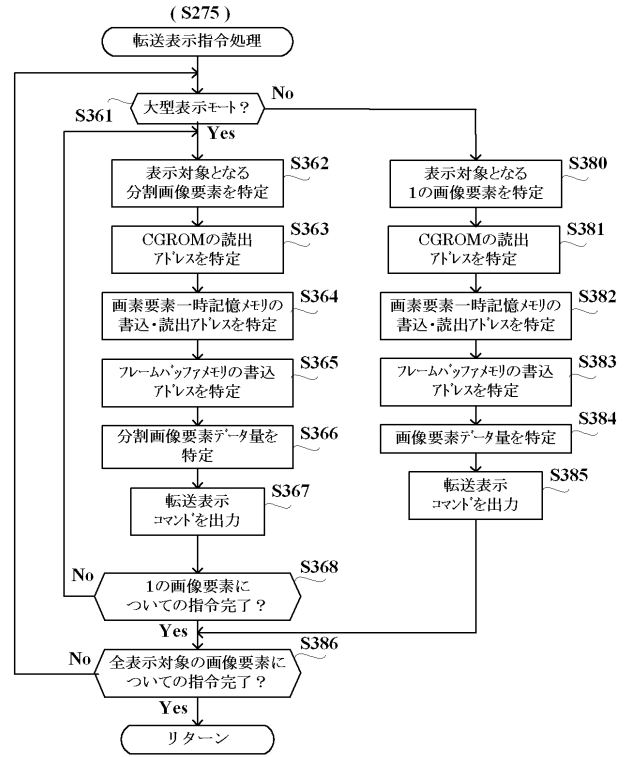 ( S275 )
転送表示指令処理
S361
大型表示モート?
No
Yes
S362
表示対象となる
分割画像要素を特定
S363
CGROMの読出
アドレスを特定
S364
画素要素一時記憶メモリの
書込・読出アドレスを特定
S365
フレームバッファメモリの書込
アドレスを特定
S366
分割画像要素データ量を
特定
S367
転送表示
コマンドを出力
S368
No
1の画像要素に
ついての指令完了?
Yes
S380
表示対象となる
1の画像要素を特定
S381
CGROMの読出
アドレスを特定
S382
画素要素一時記憶メモリの
書込・読出アドレスを特定
S383
フレームバッファメモリの書込
アドレスを特定
S384
画像要素データ量を特定
S385
転送表示
コマンドを出力
S386
No
全表示対象の画像要素に
ついての指令完了?
Yes
リターン